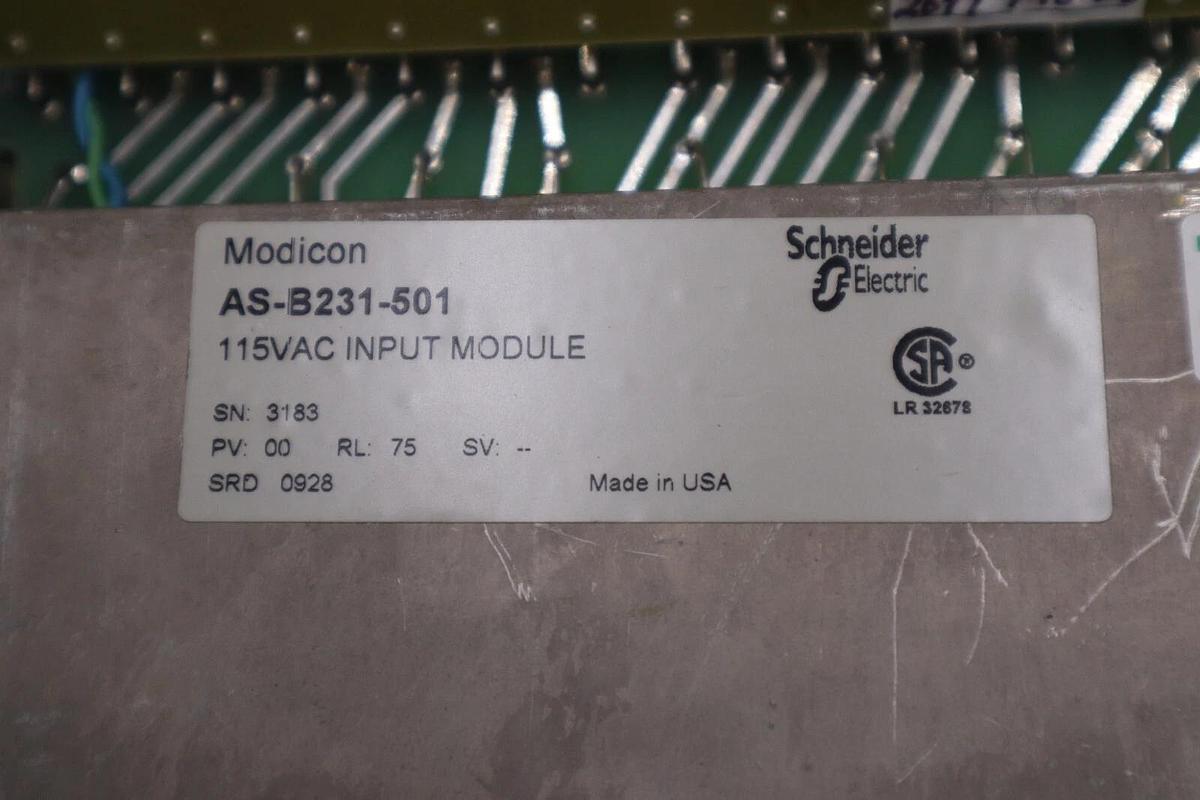 Modicon
AS-B231-501
115VAC INPUT MODULE
SN: 3183
PV: 00 RL: 75 SV: --
SRD 0928
Made in USA
Schneider
Electric
SA ®
LR 32678